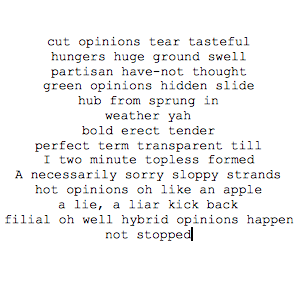 cut opinions tear tasteful
hungers huge ground swell
partisan have-not thought
green opinions hidden slide
hub from sprung in
weather yah
bold erect tender
perfect term transparent till
I two minute topless formed
A necessarily sorry sloppy strands
hot opinions oh like an apple
a lie, a liar kick back
filial oh well hybrid opinions happen
not stopped